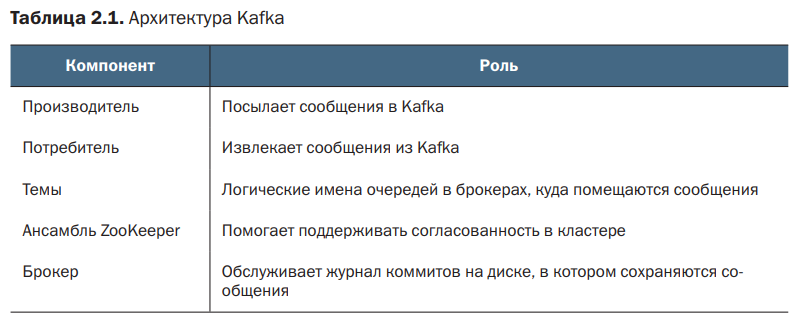 Таблица 2.1. Архитектура Kafka
Компонент Роль
Производитель Посылает сообщения в Kafka
Потребитель Извлекает сообщения из Kafka
Темы Логические имена очередей в брокерах, куда помещаются сообщения
Ансамбль ZooKeeper Помогает поддерживать согласованность в кластере
Брокер Обслуживает журнал коммитов на диске, в котором сохраняются со-
общения